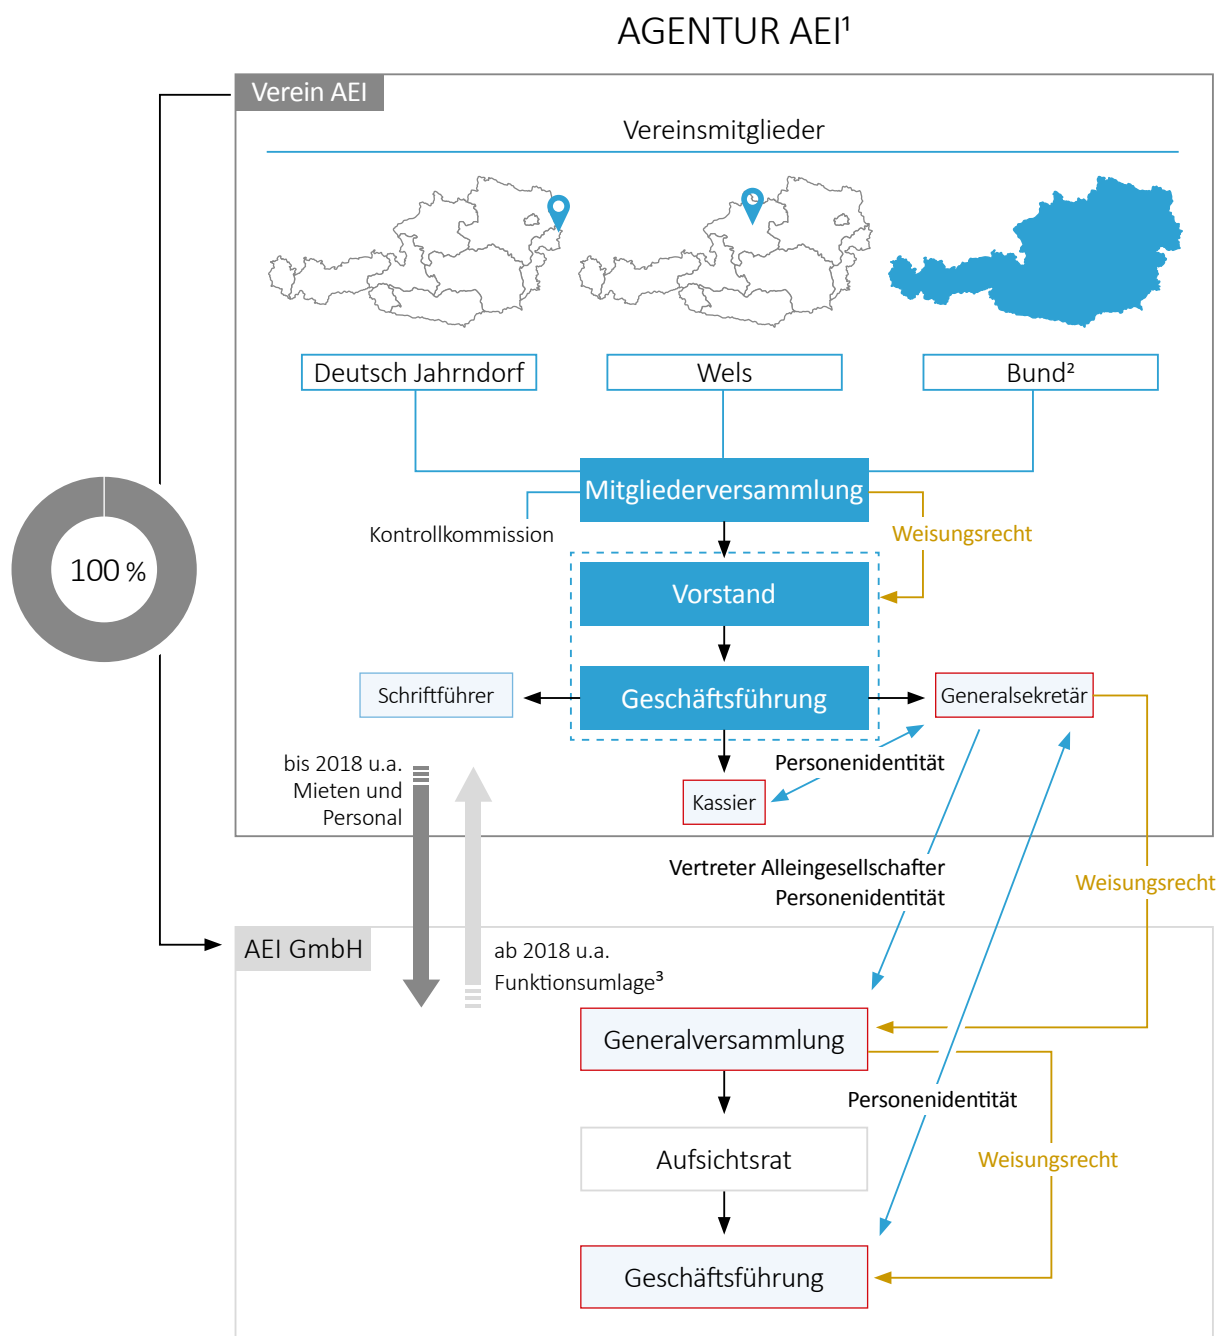 AGENTUR AEI¹
Verein AEI
Vereinsmitglieder
Deutsch Jahrndorf
Wels
Bund²
Mitgliederversammlung
Kontrollkommission
Weisungsrecht
100 %
Vorstand
Schriftführer
Geschäftsführung
Generalsekretär
bis 2018 u.a.
Mieten und
Personal
Personenidentität
Kassier
Vertreter Alleingesellschafter
Personenidentität
Weisungsrecht
AEI GmbH
ab 2018 u.a.
Funktionsumlage³
Generalversammlung
Personenidentität
Aufsichtsrat
Weisungsrecht
Geschäftsführung